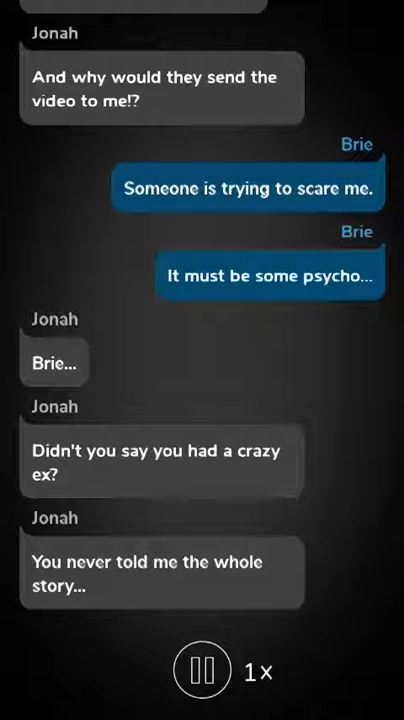 Jonah
And why would they send the
video to me!?
Brie
Someone is trying to scare me.
Brie
It must be some psycho...
Jonah
Brie...
Jonah
Didn't you say you had a crazy
ex?
Jonah
You never told me the whole
story...
1x